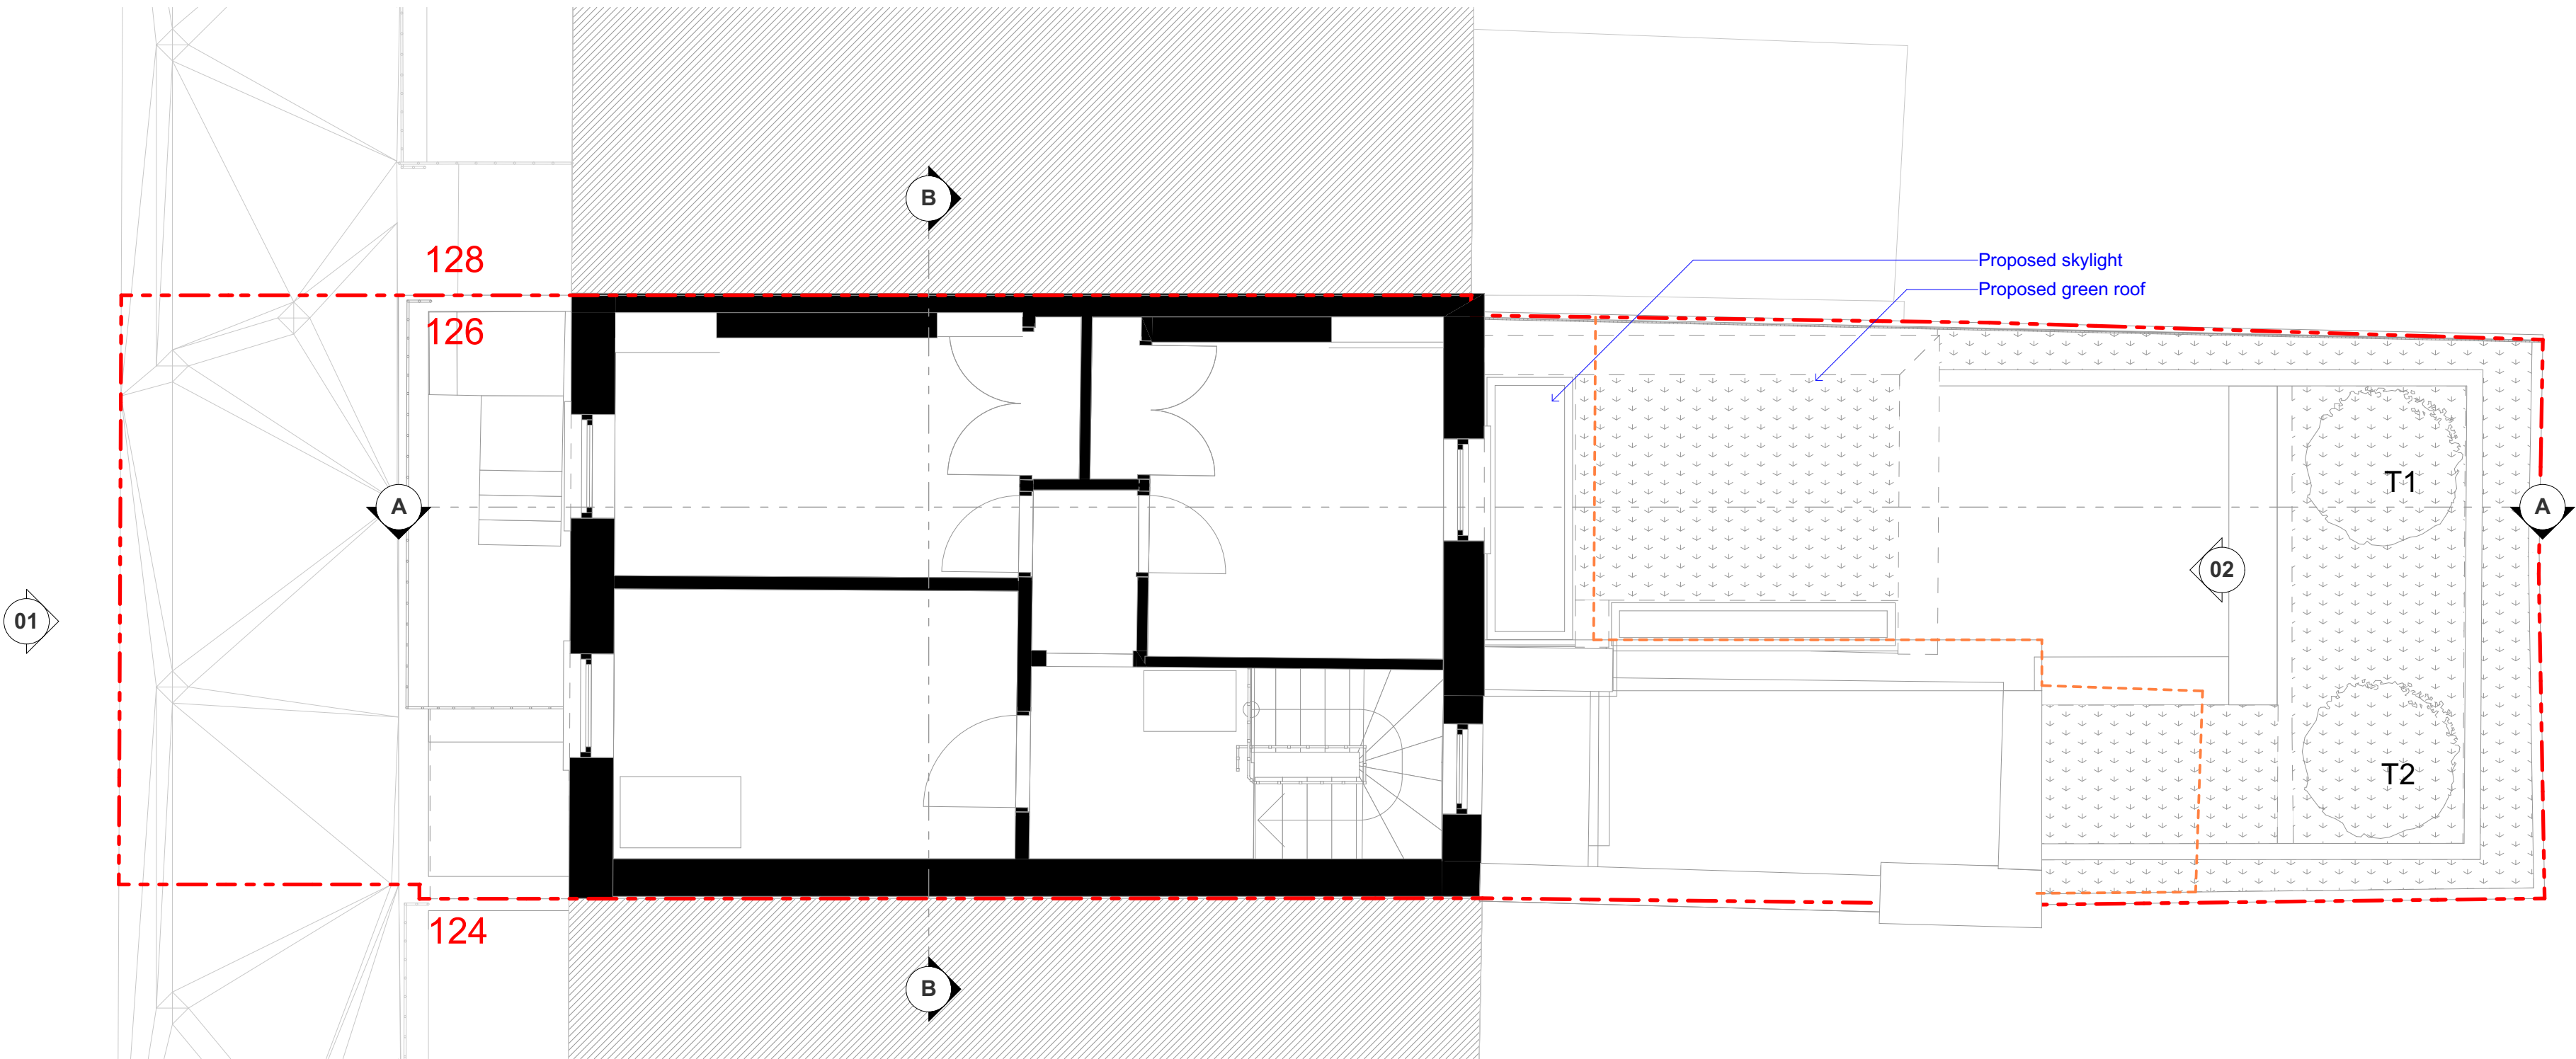 B
128
Proposed skylight
Proposed green roof
126
T1
A
A
02
01
T2
124
B